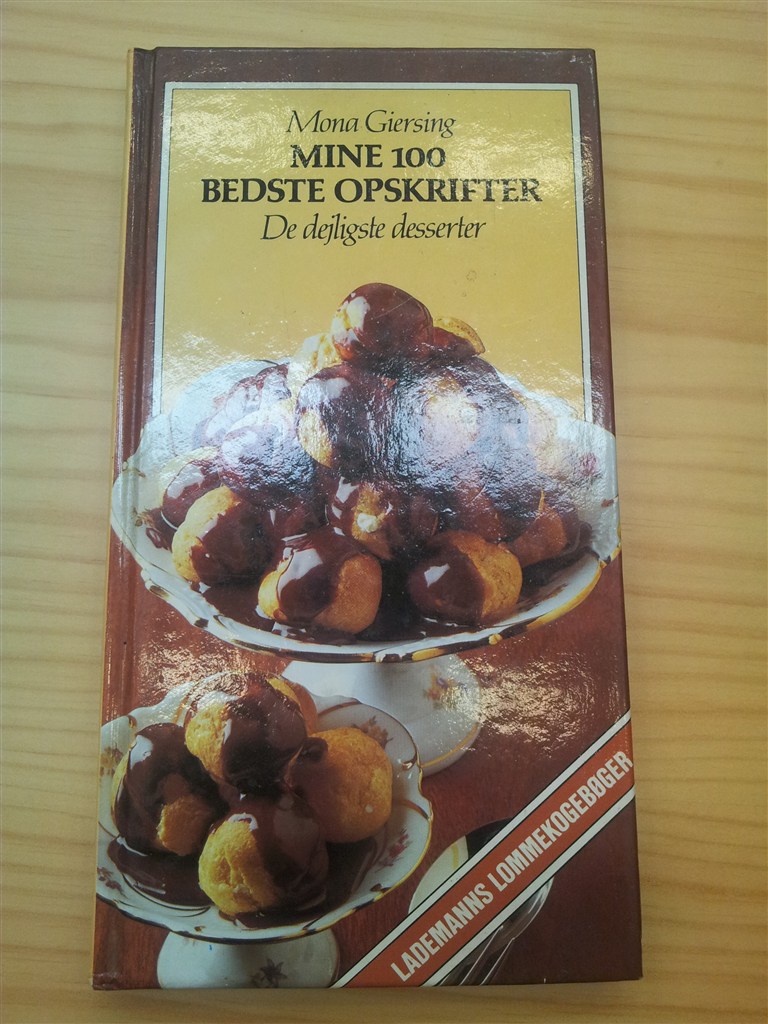 Mona Giersing
MINE 100
BEDSTE OPSKRIFTER
De dejligste desserter
LADEMANNS LOMMEKOGEBØGER